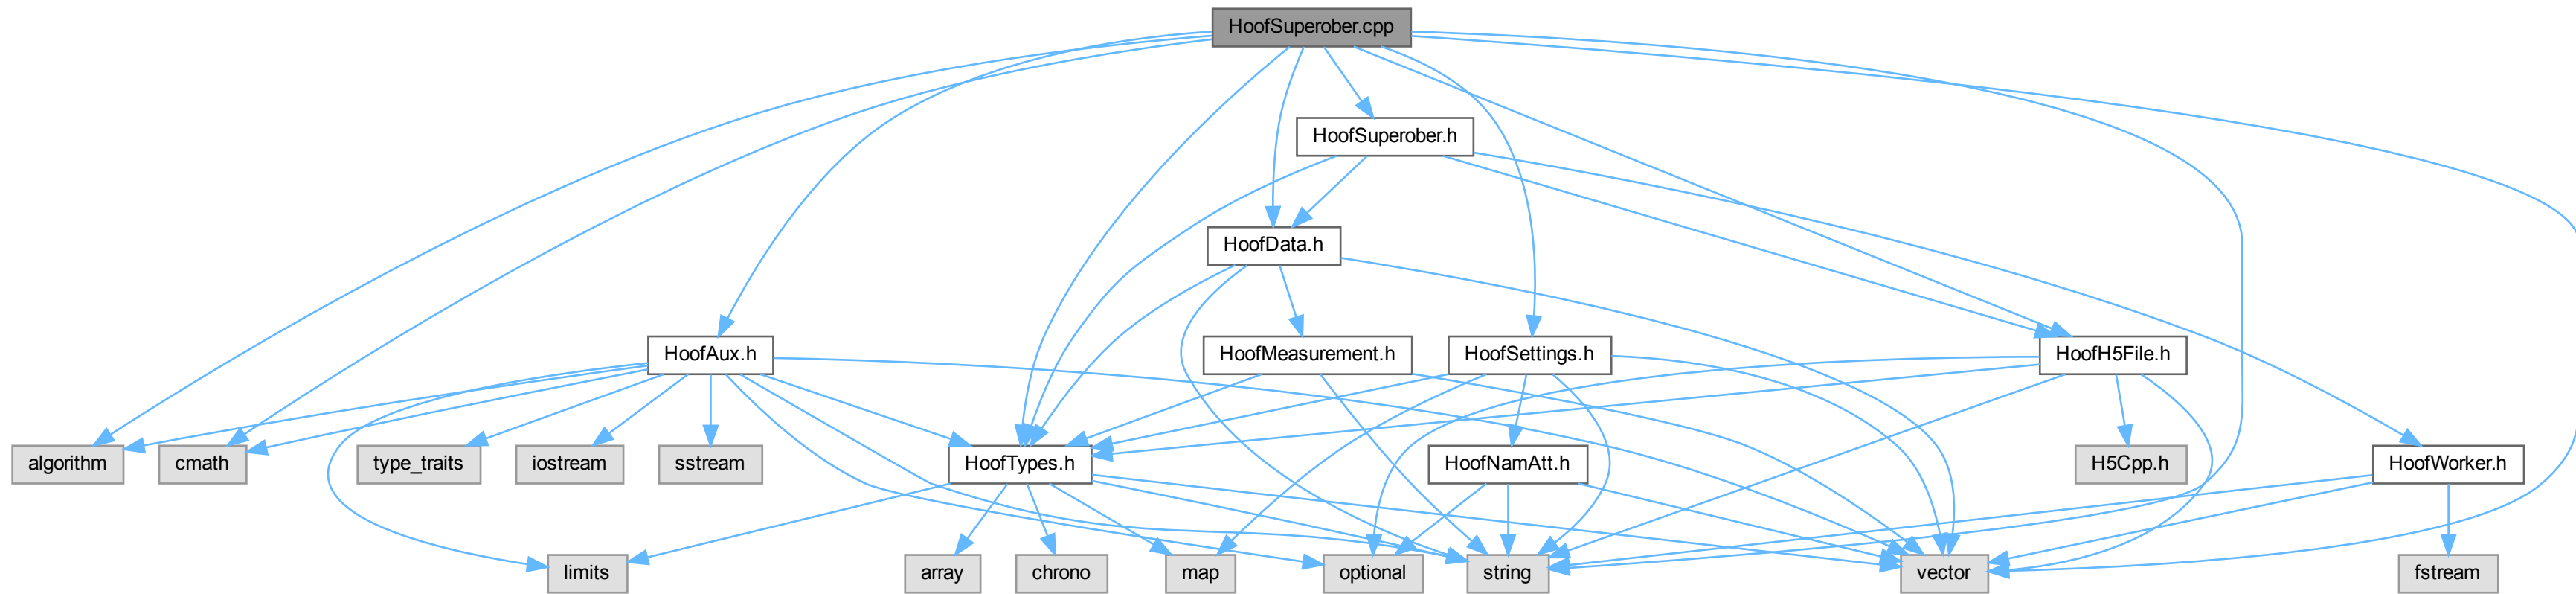 HoofSuperober.cpp
HoofSuperober.h
HoofData.h
HoofAux.h
HoofMeasurement.h
HoofSettings.h
HoofH5File.h
algorithm
cmath
type_traits
iostream
sstream
HoofTypes.h
HoofNamAtt.h
H5Cpp.h
HoofWorker.h
limits
array
chrono
map
optional
string
vector
fstream